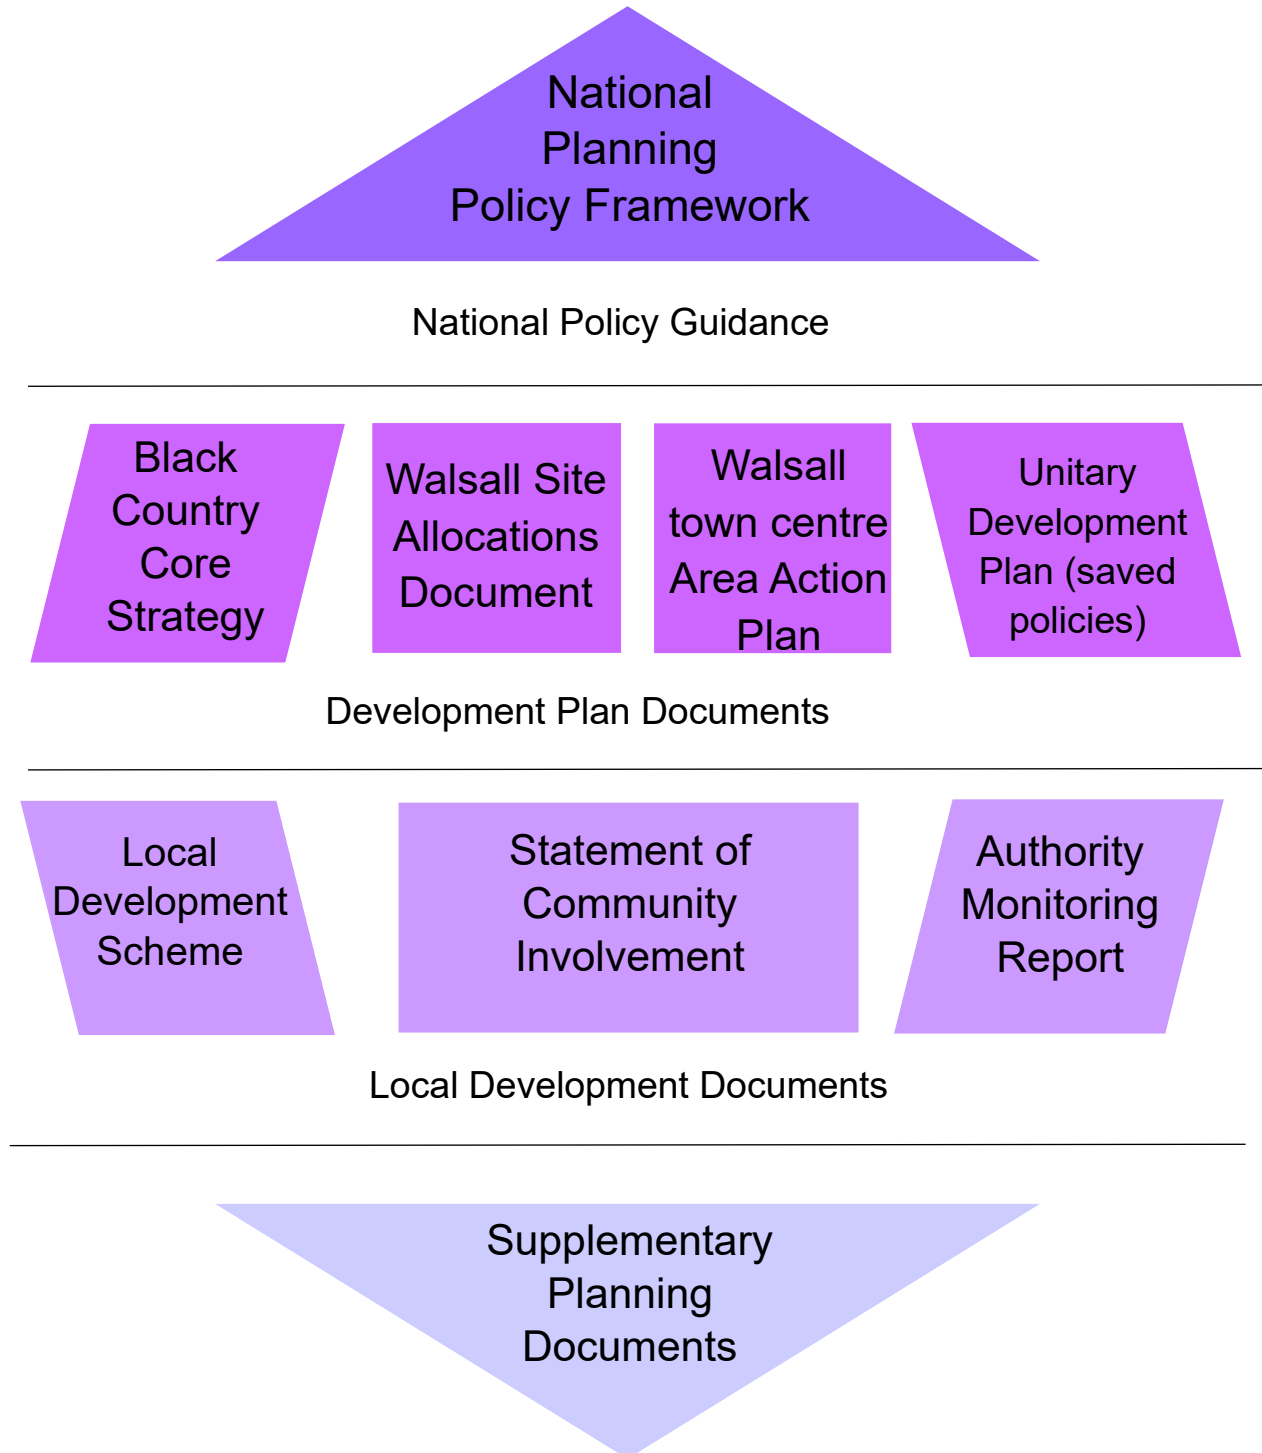 National
Planning
Policy Framework
National Policy Guidance
Black
Country
Core
Strategy
Walsall Site
Allocations
Document
Walsall
town centre
Area Action
Plan
Unitary
Development
Plan (saved
policies)
Development Plan Documents
Local
Development
Scheme
Statement of
Community
Involvement
Authority
Monitoring
Report
Local Development Documents
Supplementary
Planning
Documents